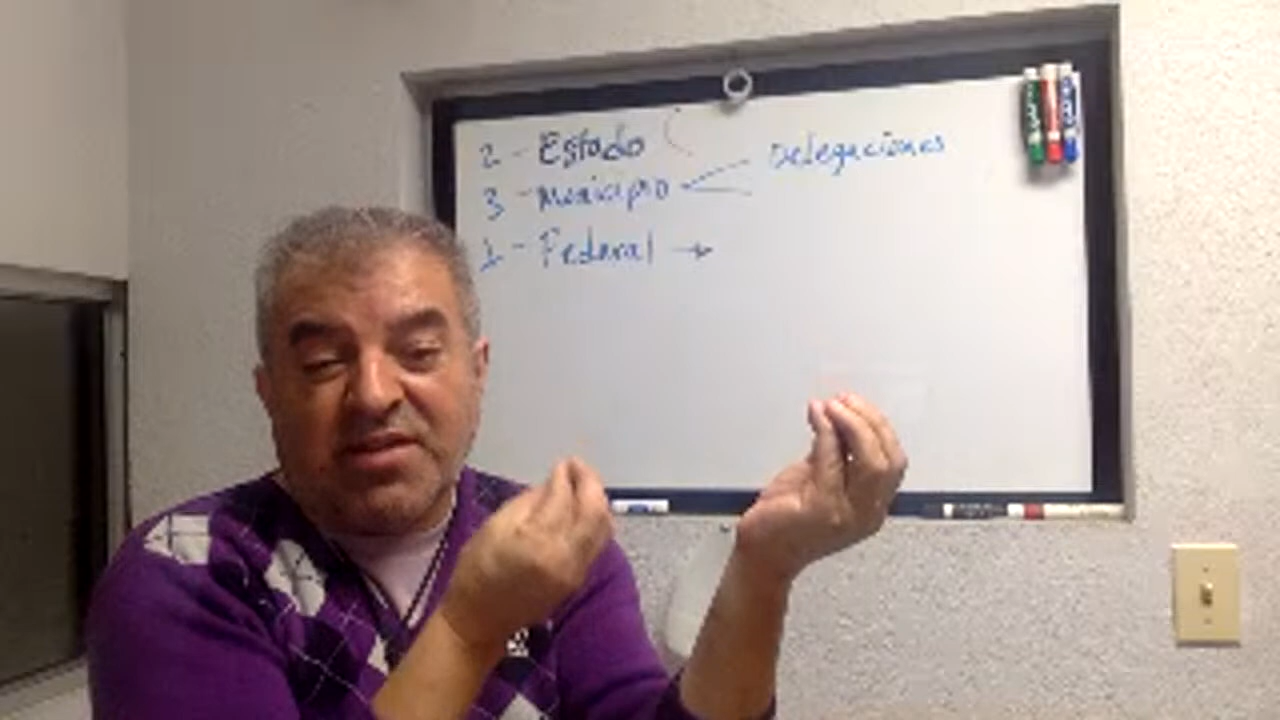 2 - Estado
3 - municipio Delegaciones
1 - Federal →